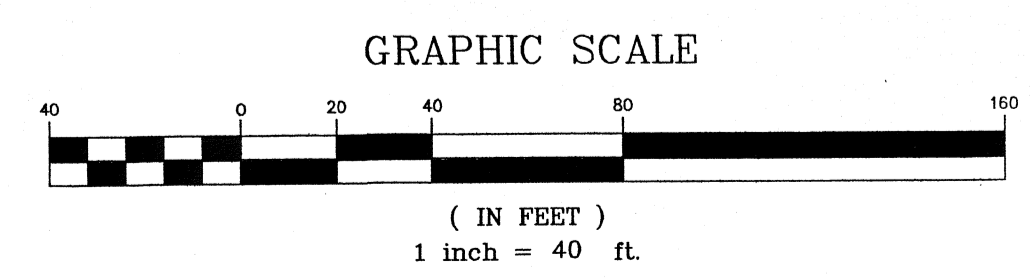 GRAPHIC SCALE
40 0 20 40 80 160
( IN FEET )
1 inch = 40 ft.